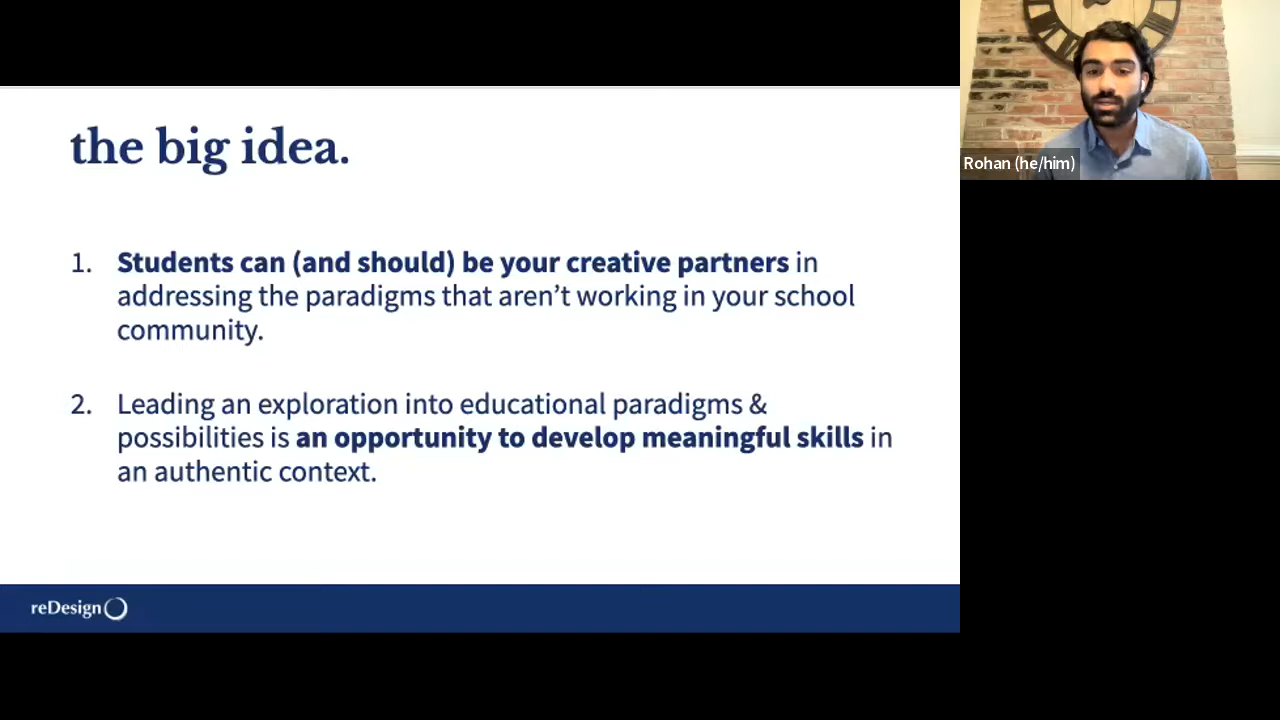 the big idea.
1. Students can (and should) be your creative partners in
addressing the paradigms that aren’t working in your school
community.
2. Leading an exploration into educational paradigms &
possibilities is an opportunity to develop meaningful skills in
an authentic context.
reDesign
Rohan (he/him)